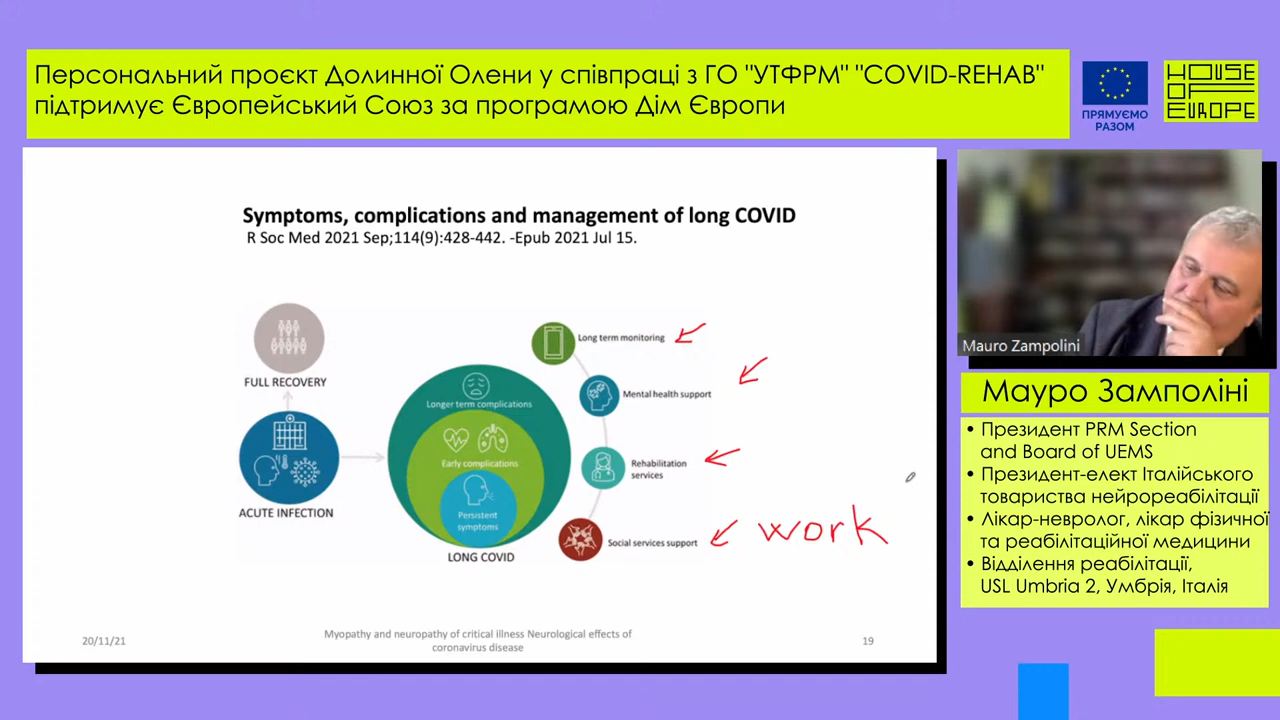 Персональний проєкт Долинної Олени у співпраці з ГО "УТФРМ" "COVID-REHAB"
підтримує Європейський Союз за програмою Дім Європи
ПРЯМУЄМО
РАЗОМ
HOUSE
OF
EUROPE
Symptoms, complications and management of long COVID
R Soc Med 2021 Sep;114(9):428-442. -Epub 2021 Jul 15.
FULL RECOVERY
ACUTE INFECTION
Longer term complications
Early complications
Persistent
symptoms
LONG COVID
Long term monitoring
Mental health support
Rehabilitation
services
Social services support
work
20/11/21
Myopathy and neuropathy of critical illness Neurological effects of
coronavirus disease
19
Mauro Zampolini
Мауро Замполіні
• Президент PRM Section
and Board of UEMS
• Президент-елект Італійського
товариства нейрореабілітації
• Лікар-невролог, лікар фізичної
та реабілітаційної медицини
• Відділення реабілітації,
USL Umbria 2, Умбрія, Італія